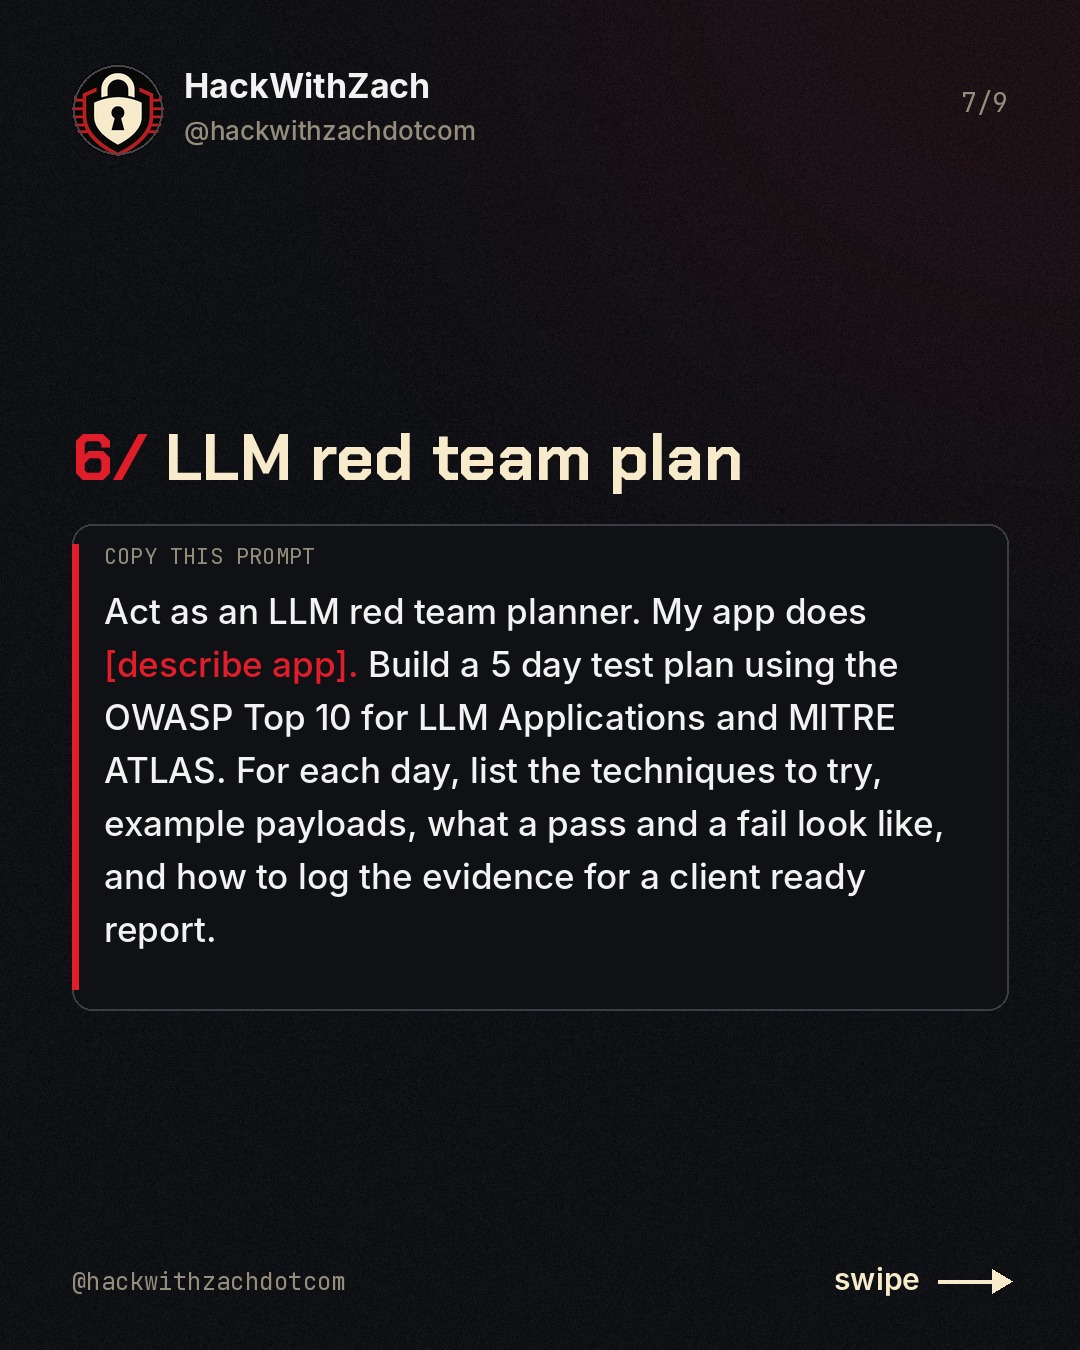 HackWithZach
@hackwithzachdotcom
7/9
6/ LLM red team plan
COPY THIS PROMPT
Act as an LLM red team planner. My app does
[describe app]. Build a 5 day test plan using the
OWASP Top 10 for LLM Applications and MITRE
ATLAS. For each day, list the techniques to try,
example payloads, what a pass and a fail look like,
and how to log the evidence for a client ready
report.
@hackwithzachdotcom
swipe